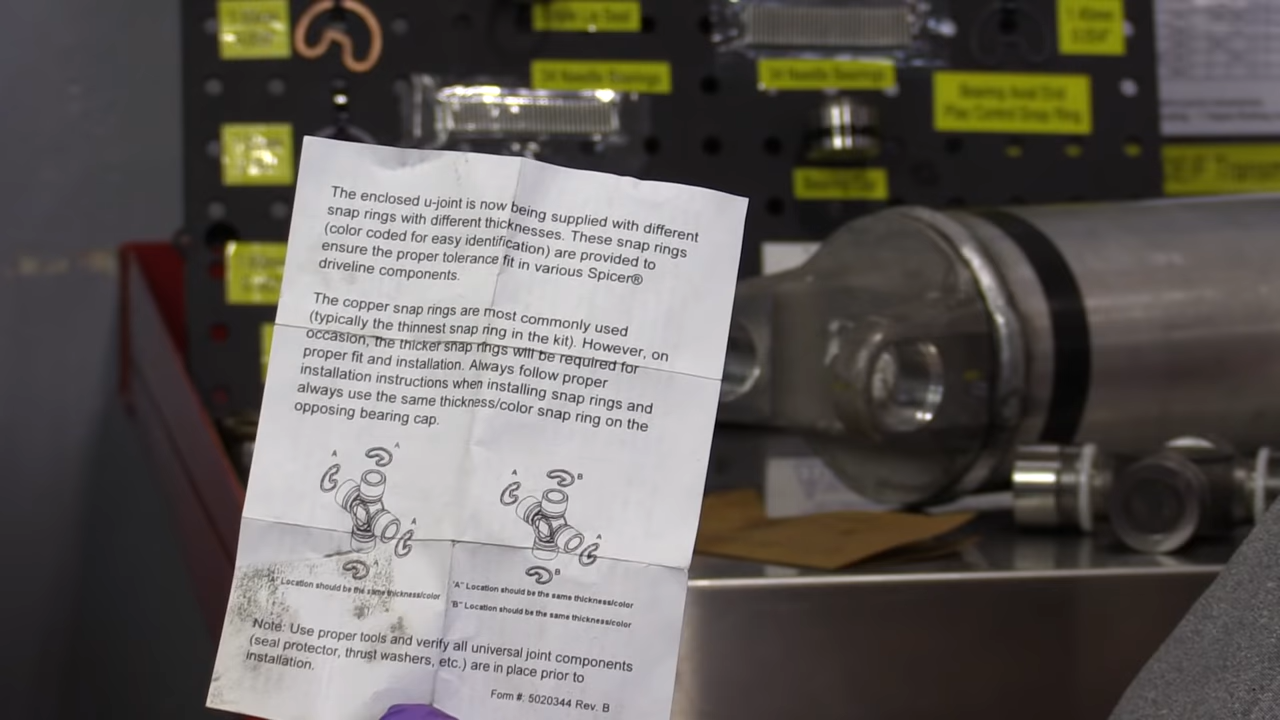 24 Needle Bearings
24 Needle Bearings
Bearing Axial End
Play Control Snap Ring
Bearing Cup
The enclosed u-joint is now being supplied with different
snap rings with different thicknesses. These snap rings
(color coded for easy identification) are provided to
ensure the proper tolerance fit in various Spicer®
driveline components.
The copper snap rings are most commonly used
(typically the thinnest snap ring in the kit). However, on
occasion, the thicker snap rings will be required for
proper fit and installation. Always follow proper
installation instructions when installing snap rings and
always use the same thickness/color snap ring on the
opposing bearing cap.
A
A
A
A
A
B
A
B
"A" Location should be the same thickness/color
"A" Location should be the same thickness/color
"B" Location should be the same thickness/color
Note: Use proper tools and verify all universal joint components
(seal protector, thrust washers, etc.) are in place prior to
installation.
Form #: 5020344 Rev. B